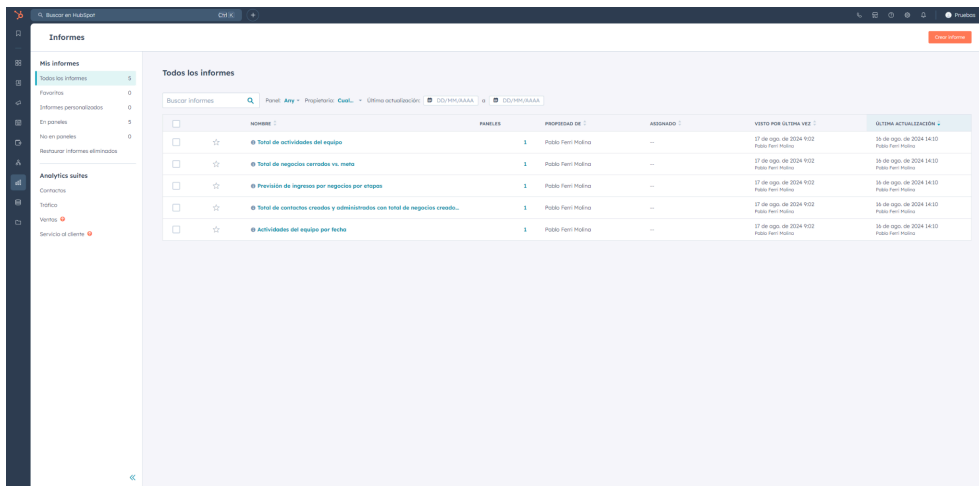 Buscar en HubSpot
Ctrl K
Pruebas
Informes
Crear informe
Mis informes
Todos los informes 5
Favoritos 0
Informes personalizados 0
En paneles 5
No en paneles 0
Restaurar informes eliminados
Analytics suites
Contactos
Tráfico
Ventas
Servicio al cliente
Todos los informes
Buscar informes
Panel: Any Propietario: Cual... Última actualización: DD/MM/AAAA a DD/MM/AAAA
NOMBRE PANELES PROPIEDAD DE ASIGNADO VISTO POR ÚLTIMA VEZ ÚLTIMA ACTUALIZACIÓN
Total de actividades del equipo 1 Pablo Ferri Molina -- 17 de ago. de 2024 9:02 16 de ago. de 2024 14:10
Pablo Ferri Molina Pablo Ferri Molina
Total de negocios cerrados vs. meta 1 Pablo Ferri Molina -- 17 de ago. de 2024 9:02 16 de ago. de 2024 14:10
Pablo Ferri Molina Pablo Ferri Molina
Previsión de ingresos por negocios por etapas 1 Pablo Ferri Molina -- 17 de ago. de 2024 9:02 16 de ago. de 2024 14:10
Pablo Ferri Molina Pablo Ferri Molina
Total de contactos creados y administrados con total de negocios creado... 1 Pablo Ferri Molina -- 17 de ago. de 2024 9:02 16 de ago. de 2024 14:10
Pablo Ferri Molina Pablo Ferri Molina
Actividades del equipo por fecha 1 Pablo Ferri Molina -- 17 de ago. de 2024 9:02 16 de ago. de 2024 14:10
Pablo Ferri Molina Pablo Ferri Molina